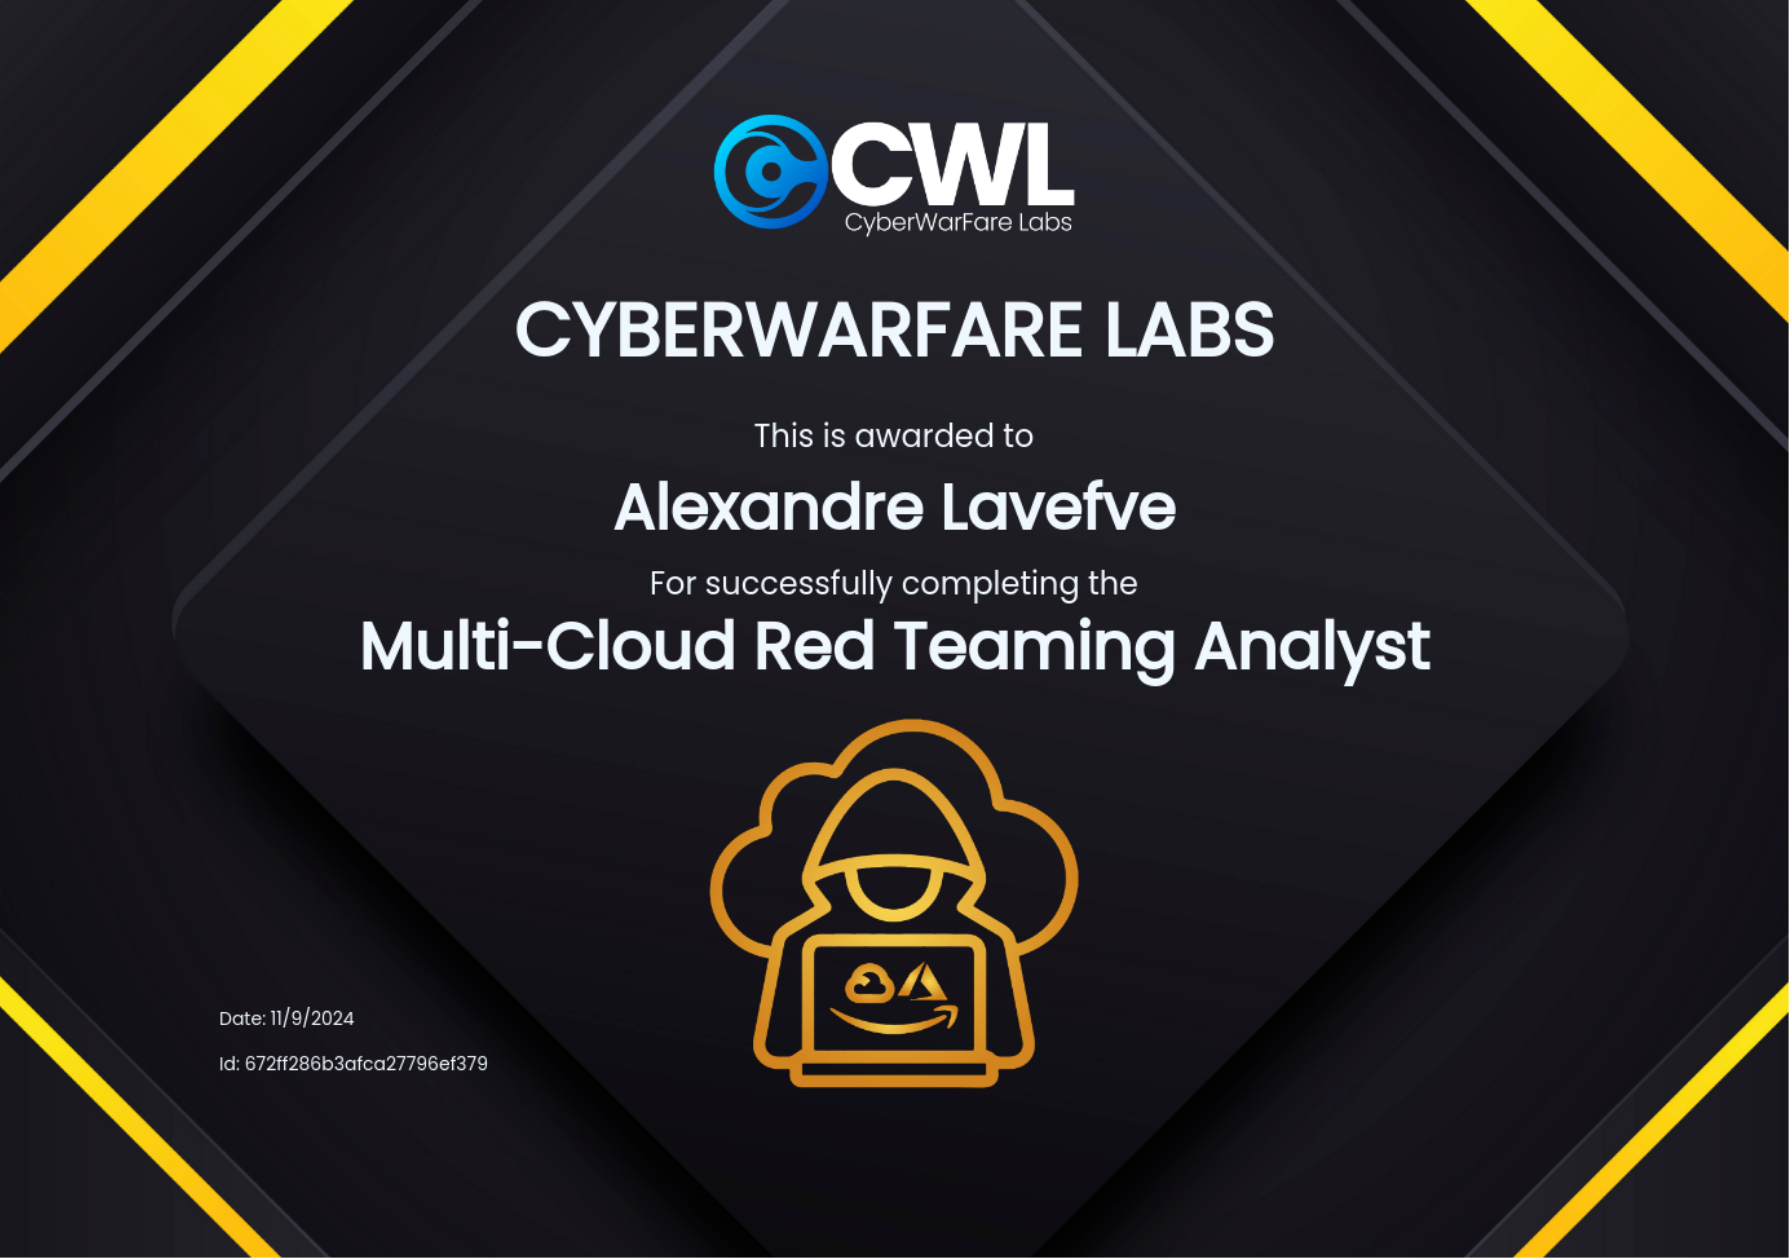 CWL
CyberWarFare Labs
CYBERWARFARE LABS
This is awarded to
Alexandre Lavefve
For successfully completing the
Multi-Cloud Red Teaming Analyst
Date: 11/9/2024
Id: 672ff286b3afca27796ef379